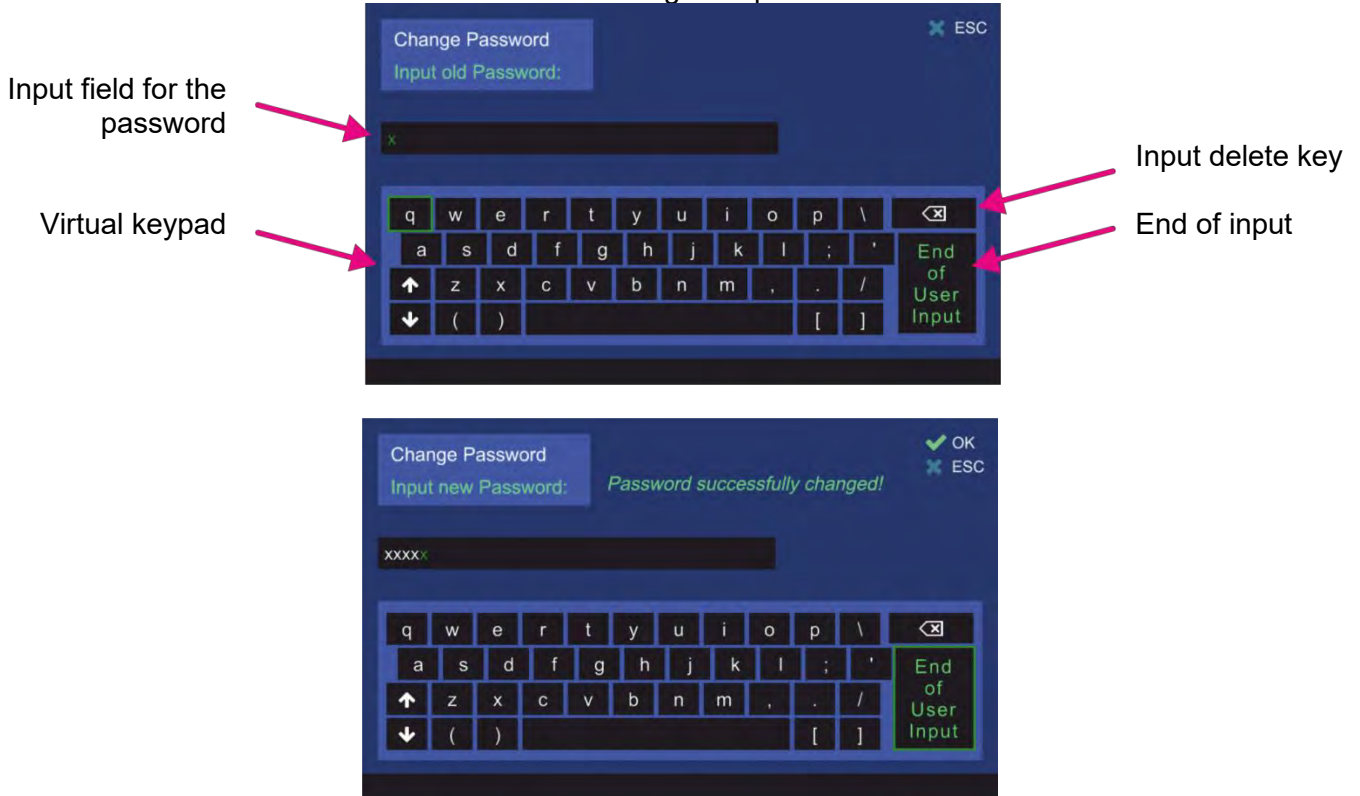 Change Password
ESC
Input old Password:
Input field for the
password
x
Input delete key
Virtual keypad
End of input
q w e r t y u i o p \
a s d f g h j k l ; '
z x c v b n m , . /
( ) [ ]
End
of
User
Input
Change Password
OK
ESC
Input new Password:
Password successfully changed!
xxxxx
q w e r t y u i o p \
a s d f g h j k l ; '
z x c v b n m , . /
( ) [ ]
End
of
User
Input